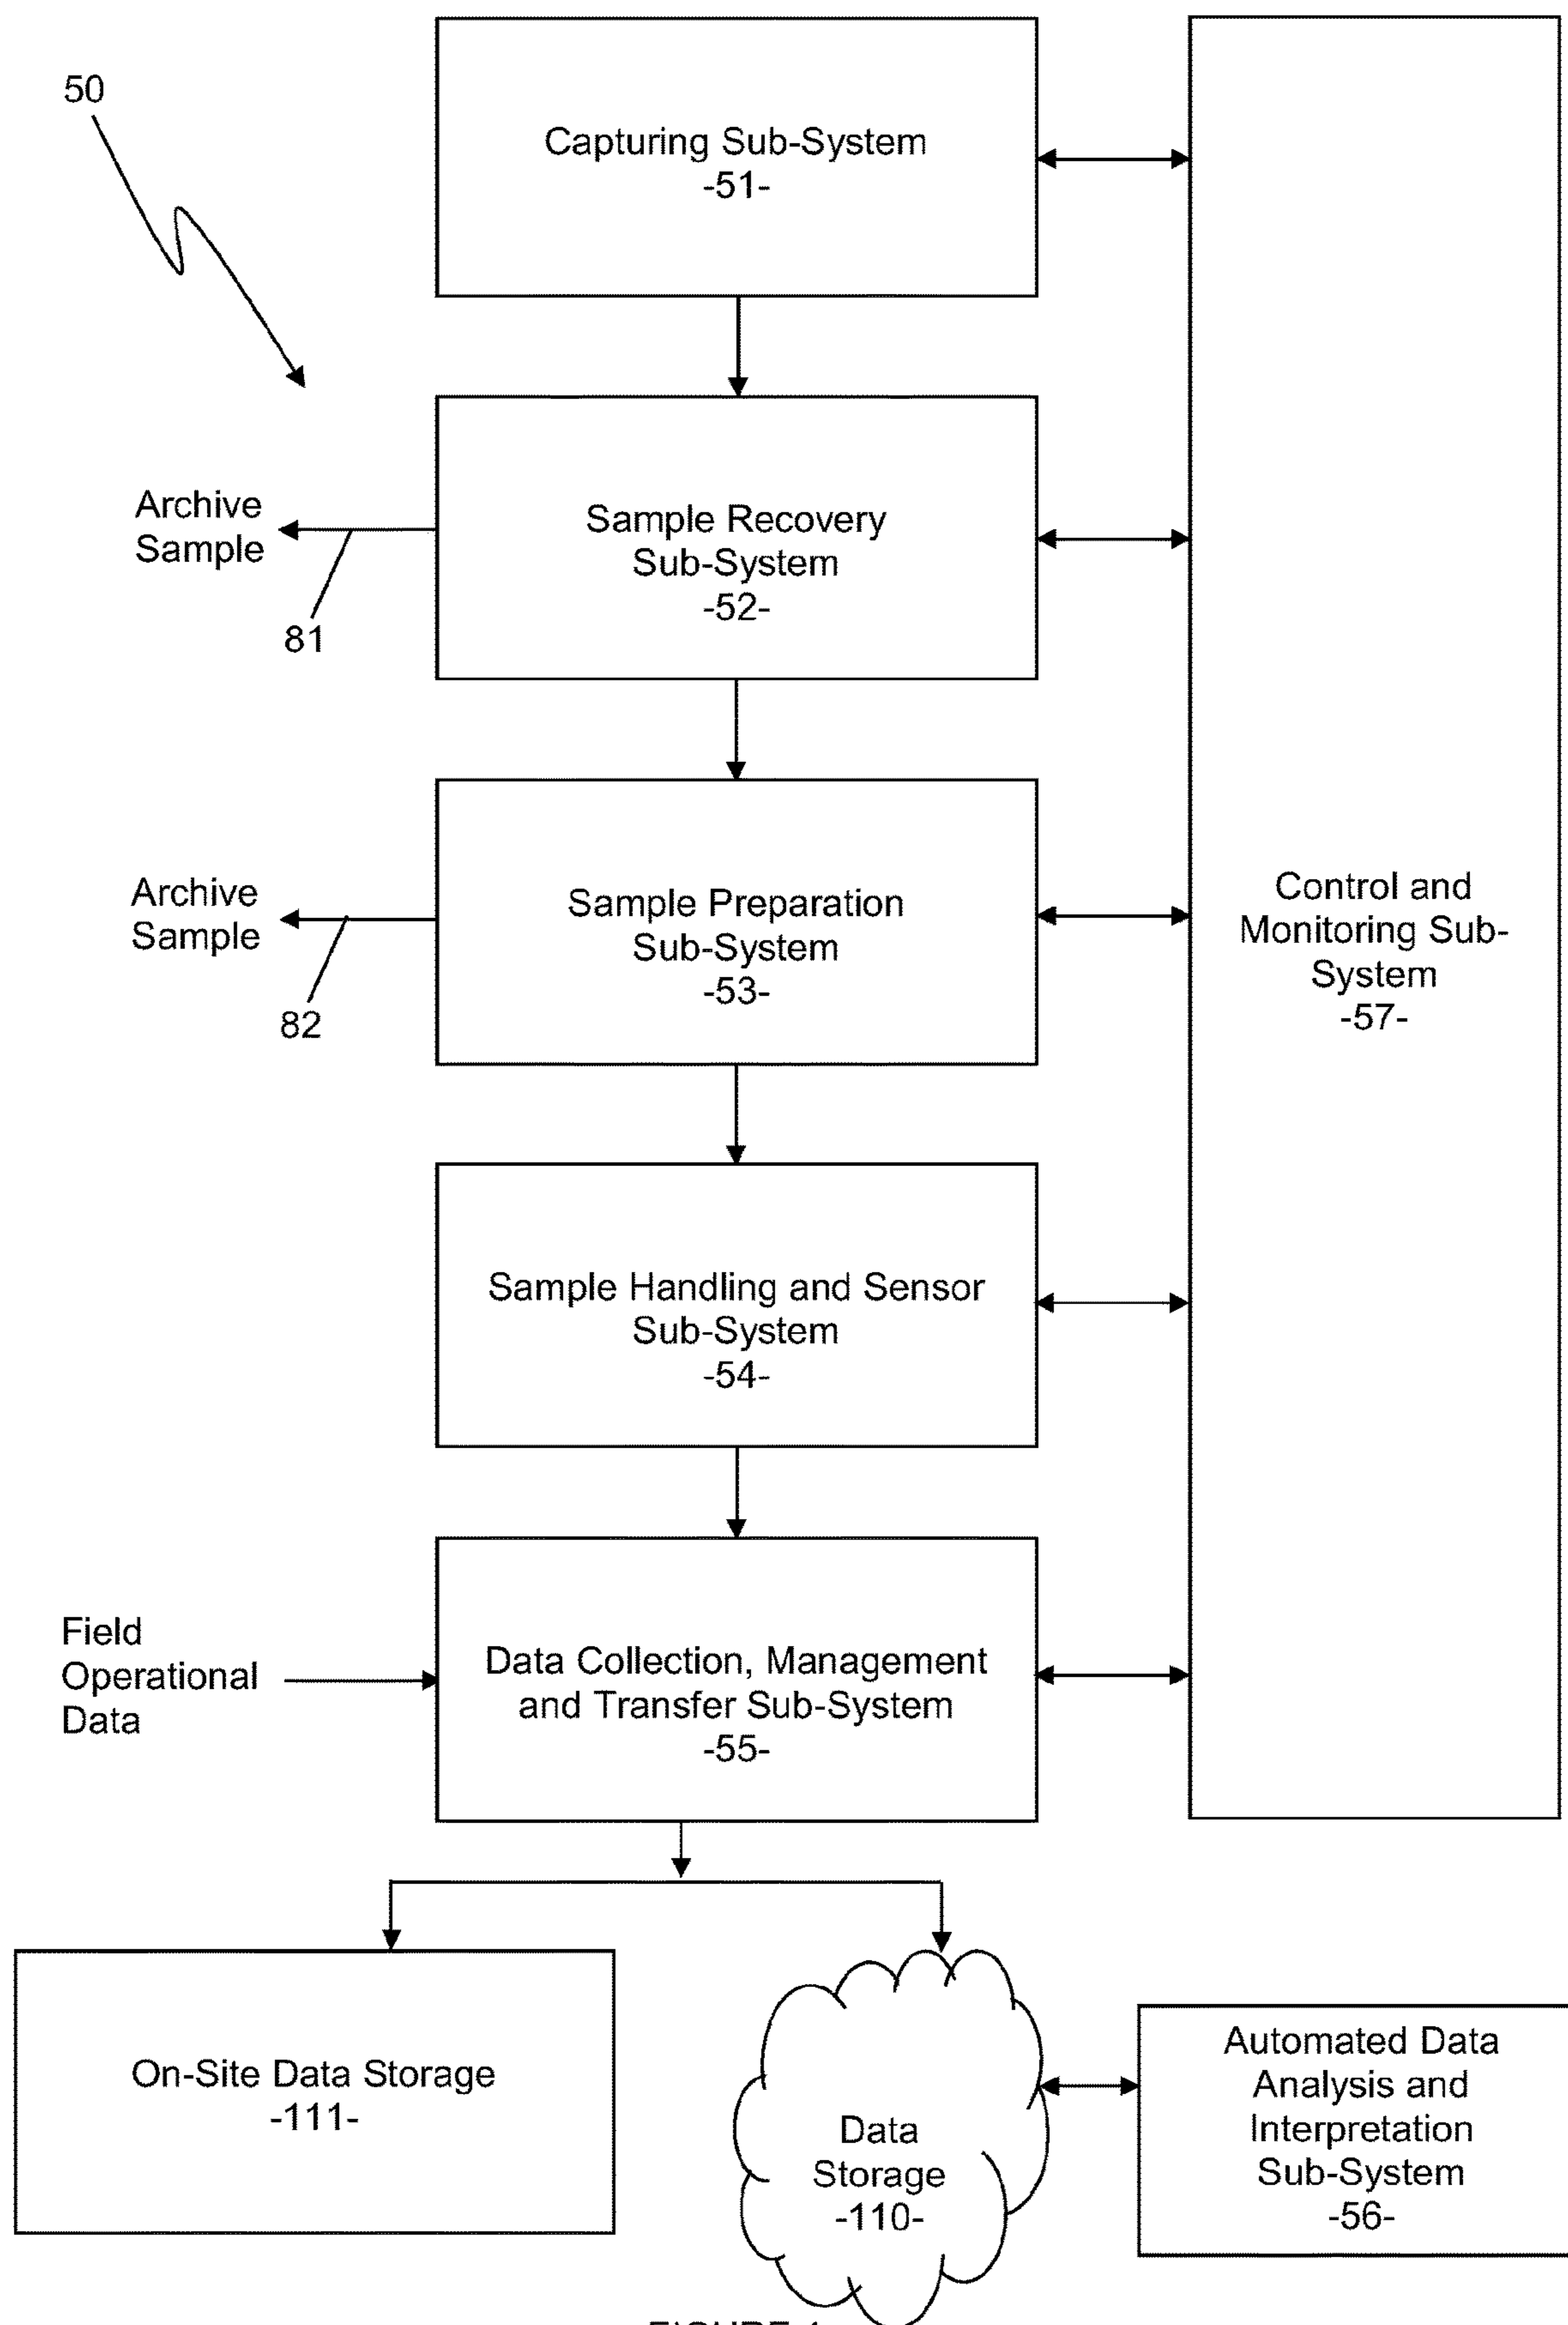 50
Capturing Sub-System
-51-
Archive
Sample
81
Sample Recovery
Sub-System
-52-
Archive
Sample
82
Sample Preparation
Sub-System
-53-
Control and
Monitoring Sub-
System
-57-
Sample Handling and Sensor
Sub-System
-54-
Field
Operational
Data
Data Collection, Management
and Transfer Sub-System
-55-
On-Site Data Storage
-111-
Data
Storage
-110-
Automated Data
Analysis and
Interpretation
Sub-System
-56-